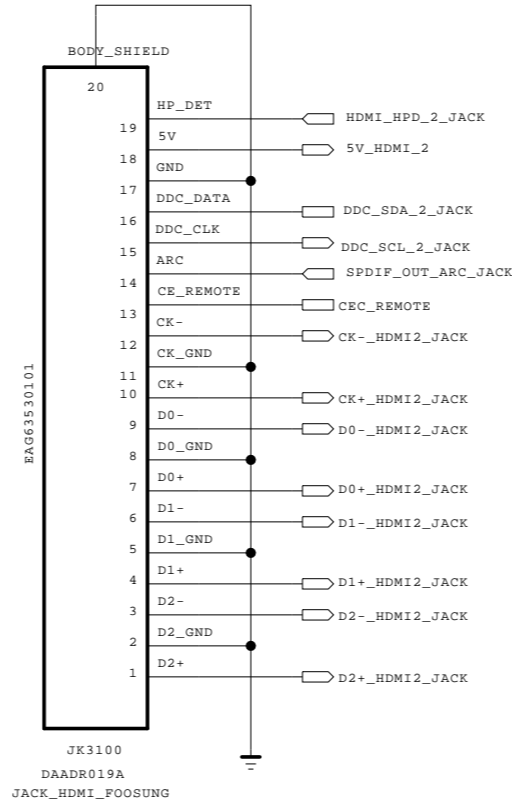 BODY_SHIELD
20
HP_DET
19
HDMI_HPD_2_JACK
5V
18
5V_HDMI_2
GND
17
DDC_DATA
16
DDC_SDA_2_JACK
DDC_CLK
15
DDC_SCL_2_JACK
ARC
14
SPDIF_OUT_ARC_JACK
CE_REMOTE
13
CEC_REMOTE
CK-
12
CK-_HDMI2_JACK
CK_GND
11
CK+
10
CK+_HDMI2_JACK
D0-
9
D0-_HDMI2_JACK
D0_GND
8
D0+
7
D0+_HDMI2_JACK
D1-
6
D1-_HDMI2_JACK
D1_GND
5
D1+
4
D1+_HDMI2_JACK
D2-
3
D2-_HDMI2_JACK
D2_GND
2
D2+
1
D2+_HDMI2_JACK
EAG63530101
JK3100
DAADR019A
JACK_HDMI_FOOSUNG